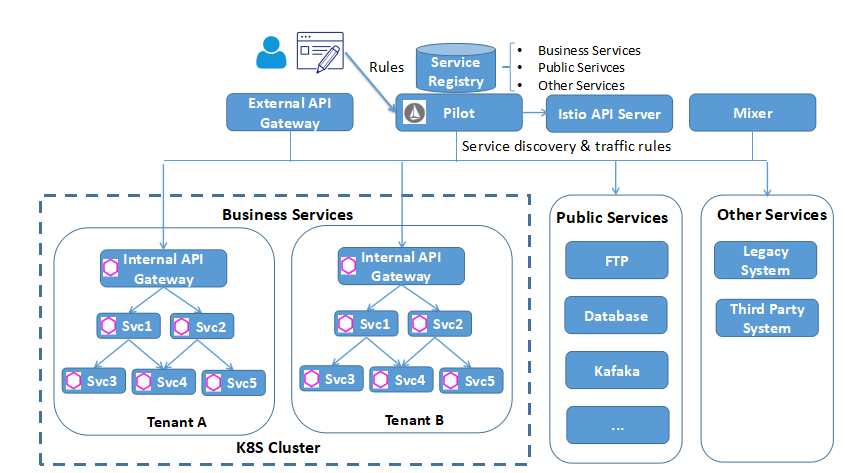 Rules
Service
Registry
• Business Services
• Public Serivces
• Other Services
External API
Gateway
Pilot
Istio API Server
Mixer
Service discovery & traffic rules
Business Services
Internal API
Gateway
Svc1
Svc2
Svc3
Svc4
Svc5
Tenant A
Internal API
Gateway
Svc1
Svc2
Svc3
Svc4
Svc5
Tenant B
K8S Cluster
Public Services
FTP
Database
Kafaka
...
Other Services
Legacy
System
Third Party
System